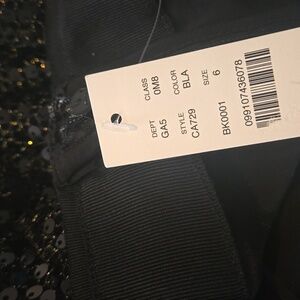 CLASS COLOR SIZE
0M8 BLA 6
DEPT STYLE
GA5 CA729 BK0001
099107436078